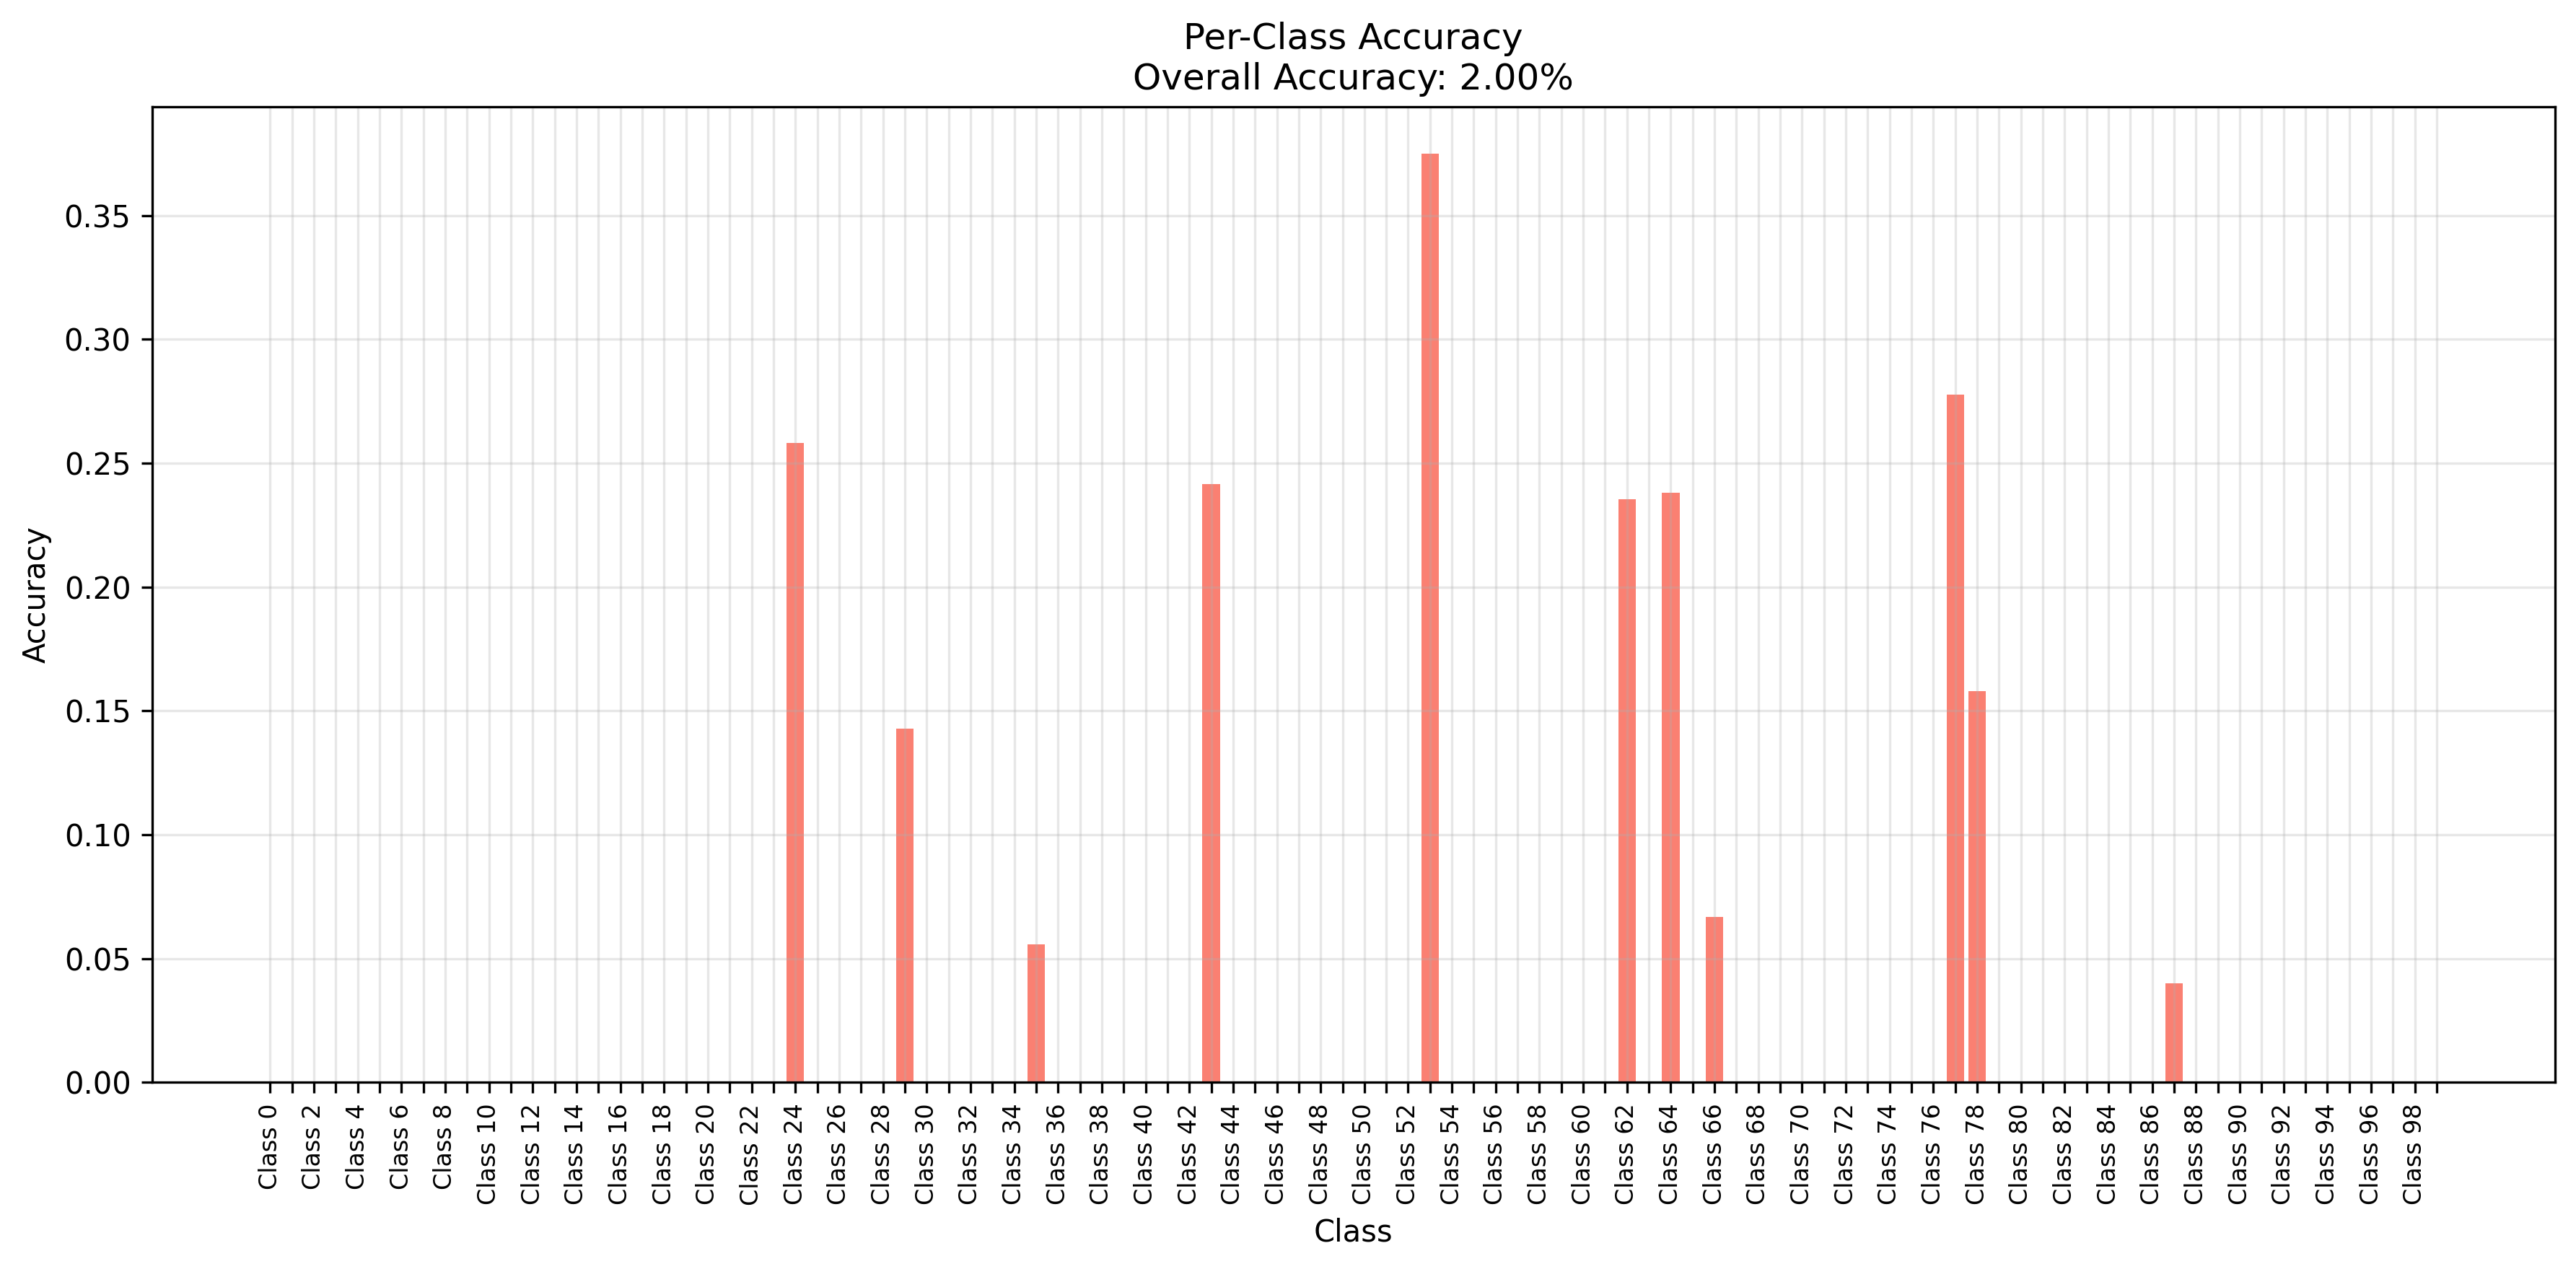 Per-Class Accuracy
Overall Accuracy: 2.00%
Accuracy
0.35
0.30
0.25
0.20
0.15
0.10
0.05
0.00
Class 0
Class 2
Class 4
Class 6
Class 8
Class 10
Class 12
Class 14
Class 16
Class 18
Class 20
Class 22
Class 24
Class 26
Class 28
Class 30
Class 32
Class 34
Class 36
Class 38
Class 40
Class 42
Class 44
Class 46
Class 48
Class 50
Class 52
Class 54
Class 56
Class 58
Class 60
Class 62
Class 64
Class 66
Class 68
Class 70
Class 72
Class 74
Class 76
Class 78
Class 80
Class 82
Class 84
Class 86
Class 88
Class 90
Class 92
Class 94
Class 96
Class 98
Class